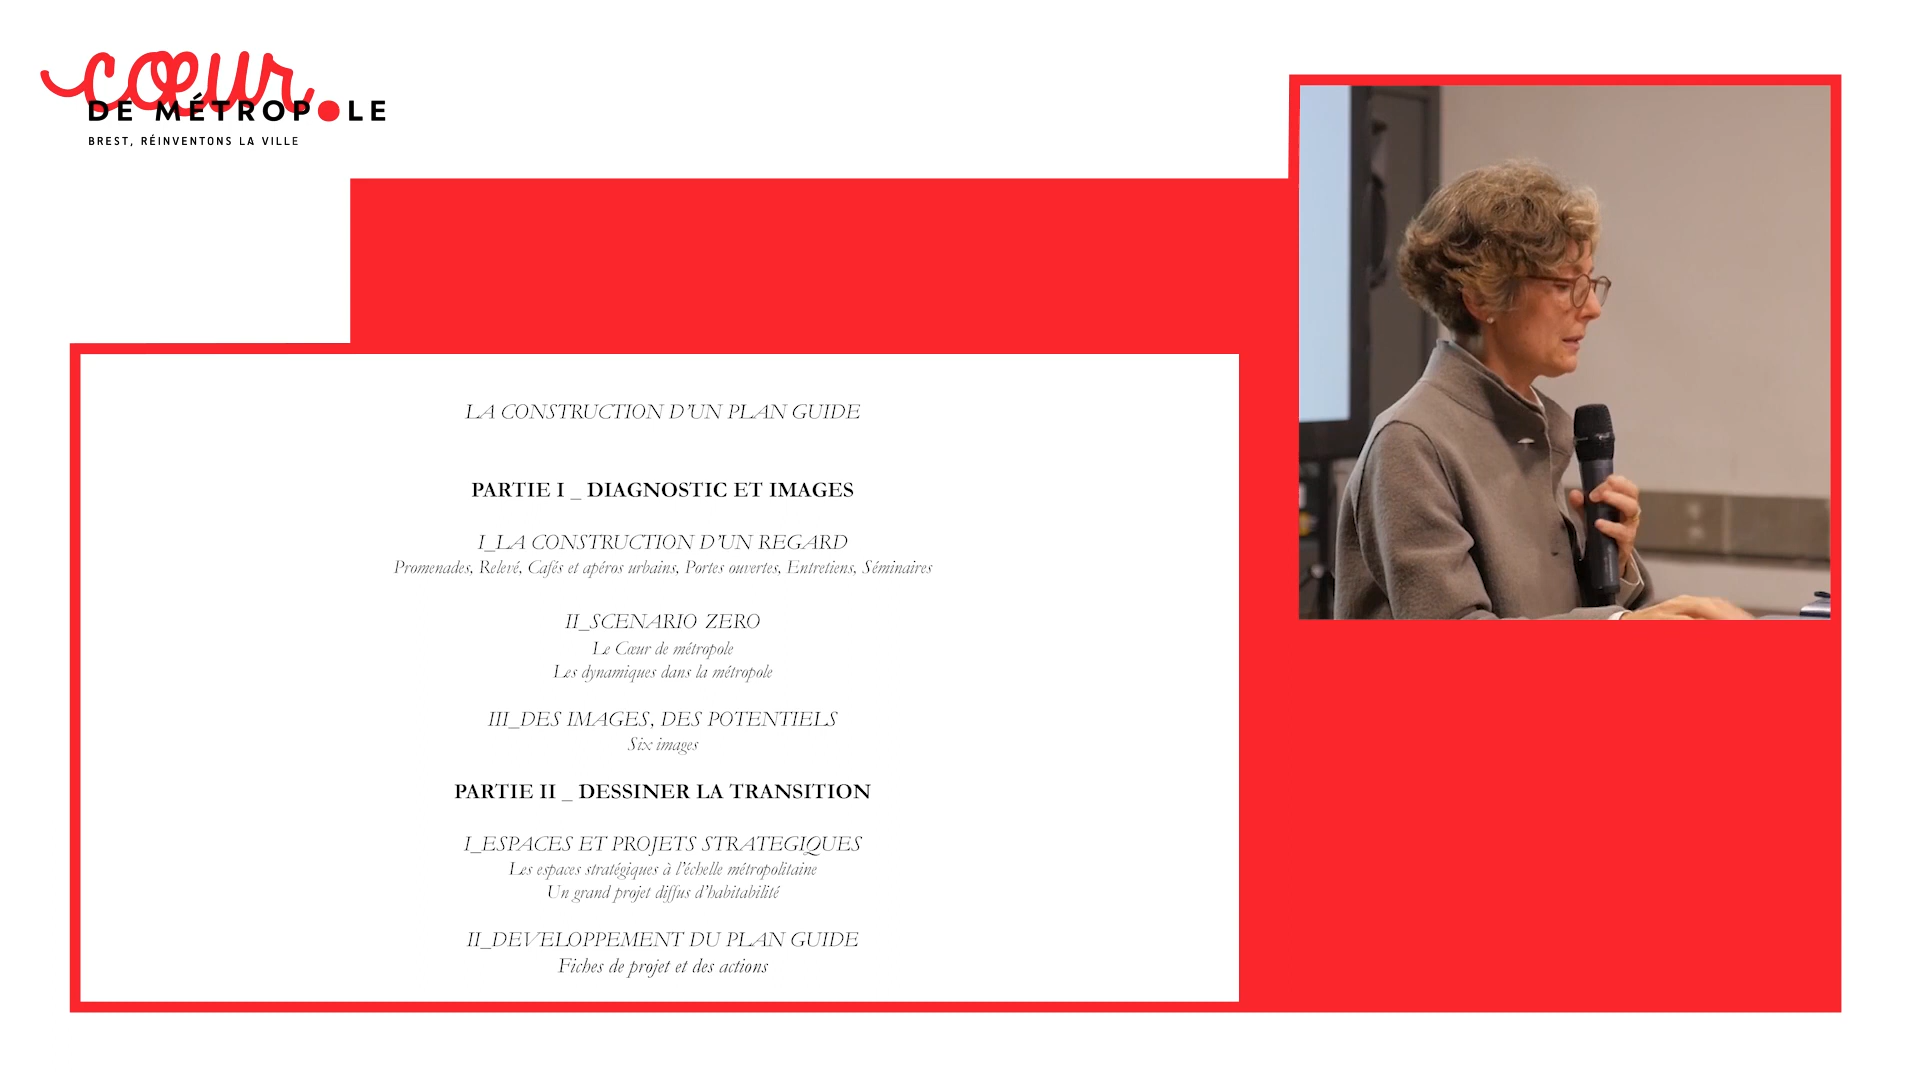 cœur
DE MÉTROPOLE
BREST, RÉINVENTONS LA VILLE
LA CONSTRUCTION D'UN PLAN GUIDE
PARTIE I _ DIAGNOSTIC ET IMAGES
I_LA CONSTRUCTION D'UN REGARD
Promenades, Relevé, Cafés et apéros urbains, Portes ouvertes, Entretiens, Séminaires
II_SCENARIO ZERO
Le Cœur de métropole
Les dynamiques dans la métropole
III_DES IMAGES, DES POTENTIELS
Six images
PARTIE II _ DESSINER LA TRANSITION
I_ESPACES ET PROJETS STRATEGIQUES
Les espaces stratégiques à l'échelle métropolitaine
Un grand projet diffus d'habitabilité
II_DEVELOPPEMENT DU PLAN GUIDE
Fiches de projet et des actions